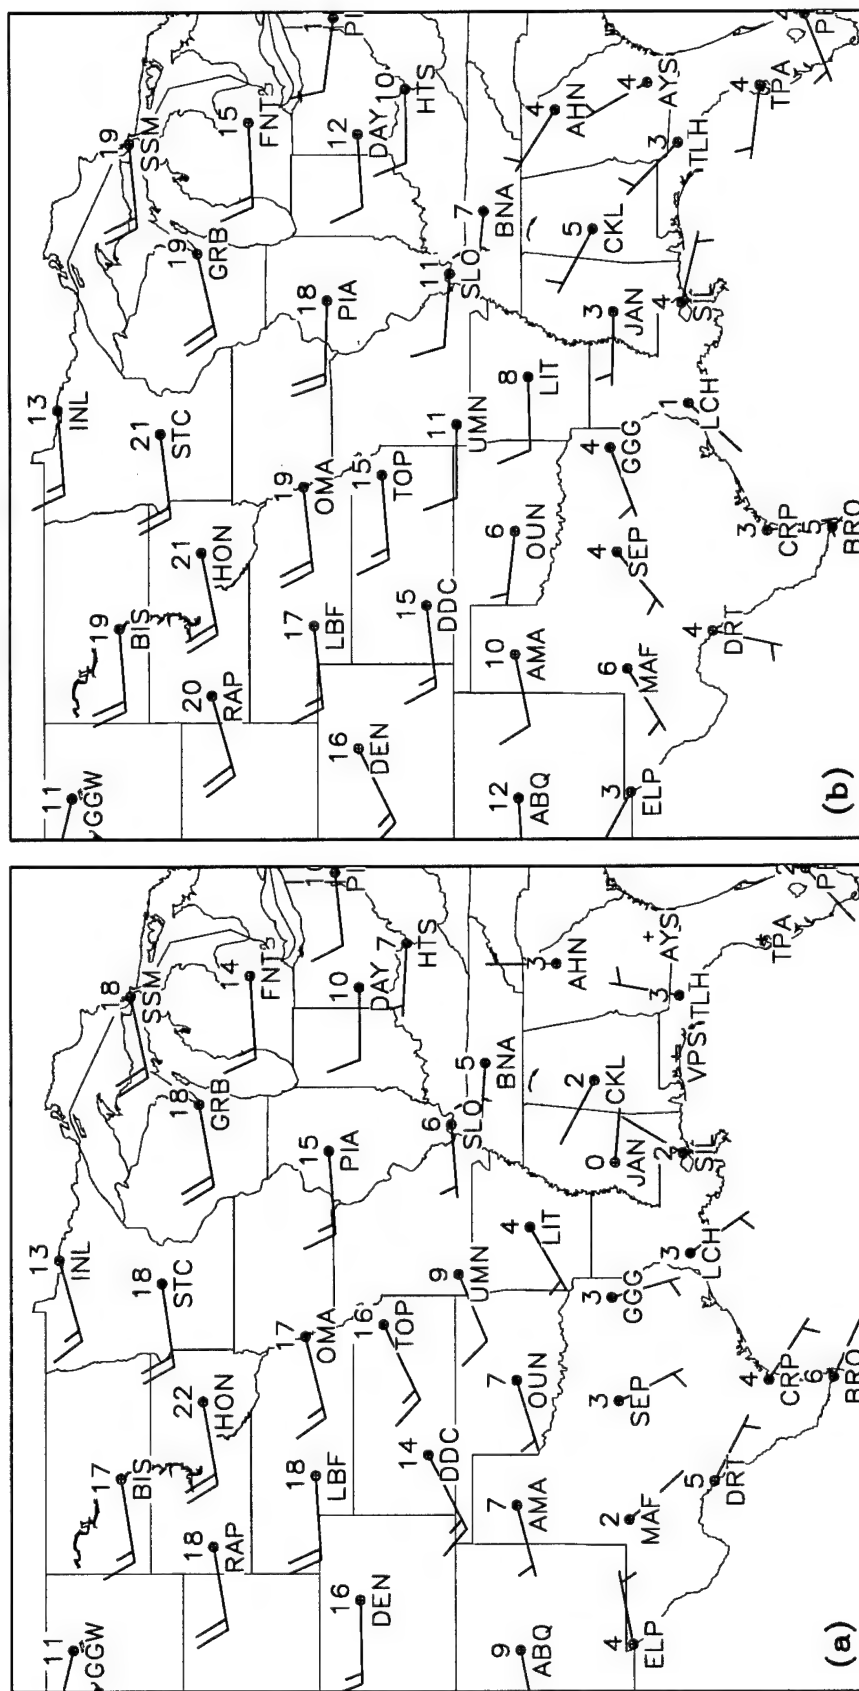 11
GGW
17
BIS
13
INL
18
SSM
18
STC
22
HON
18
RAP
18
GRB
14
FNT
17
OMA
18
LBF
15
PIA
10
DAY
PI
16
DEN
16
TOP
7
HTS
14
DDC
9
UMN
6
SLO
5
BNA
9
ABQ
7
AMA
7
OUN
4
LIT
3
AHN
4
ELP
2
MAF
3
SEP
3
GGG
0
JAN
2
CKL
AYS
3
LCH
2
SIL
VPS
3
TLH
5
DRT
4
CRP
TPA
6
BRO
2
P
(a)
11
GGW
19
BIS
13
INL
19
SSM
21
STC
21
HON
20
RAP
19
GRB
15
FNT
19
OMA
17
LBF
18
PIA
12
DAY
1
PI
16
DEN
15
TOP
10
HTS
15
DDC
11
UMN
11
SLO
7
BNA
12
ABQ
10
AMA
6
OUN
8
LIT
4
AHN
3
ELP
6
MAF
4
SEP
4
GGG
3
JAN
5
CKL
4
AYS
1
LCH
4
SIL
3
TLH
4
DRT
3
CRP
4
TPA
5
BRO
P
(b)